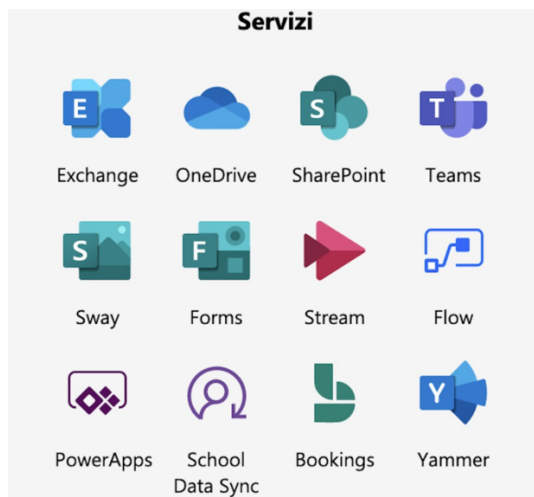 Servizi
E
S
T
Exchange OneDrive SharePoint Teams
S
F
Sway Forms Stream Flow
Y
PowerApps School Bookings Yammer
Data Sync